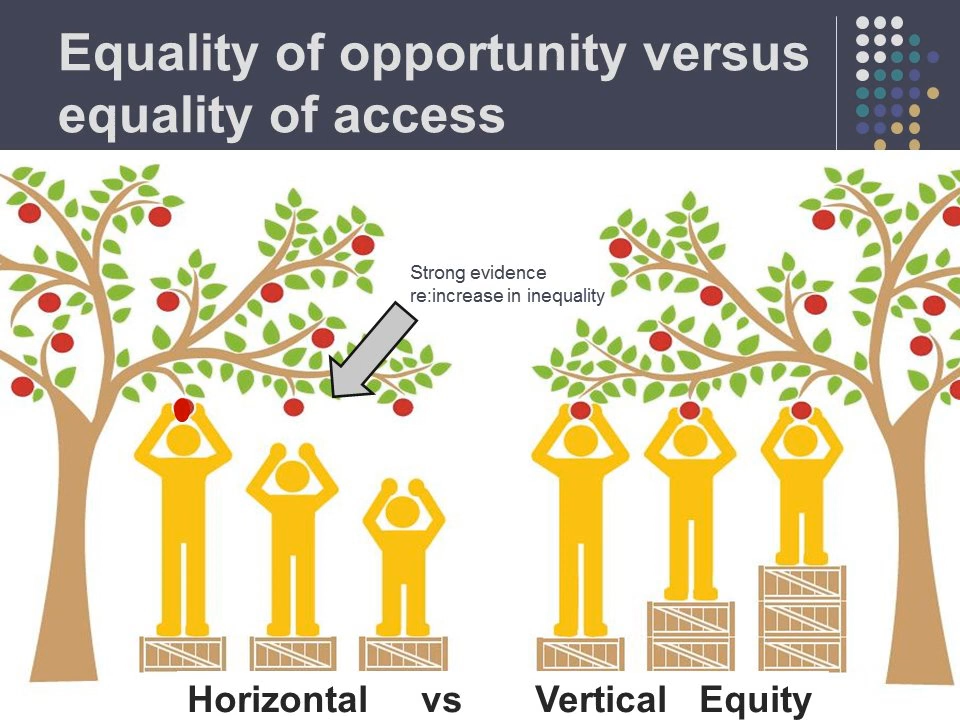 Equality of opportunity versus
equality of access
Strong evidence
re:increase in inequality
Horizontal vs Vertical Equity